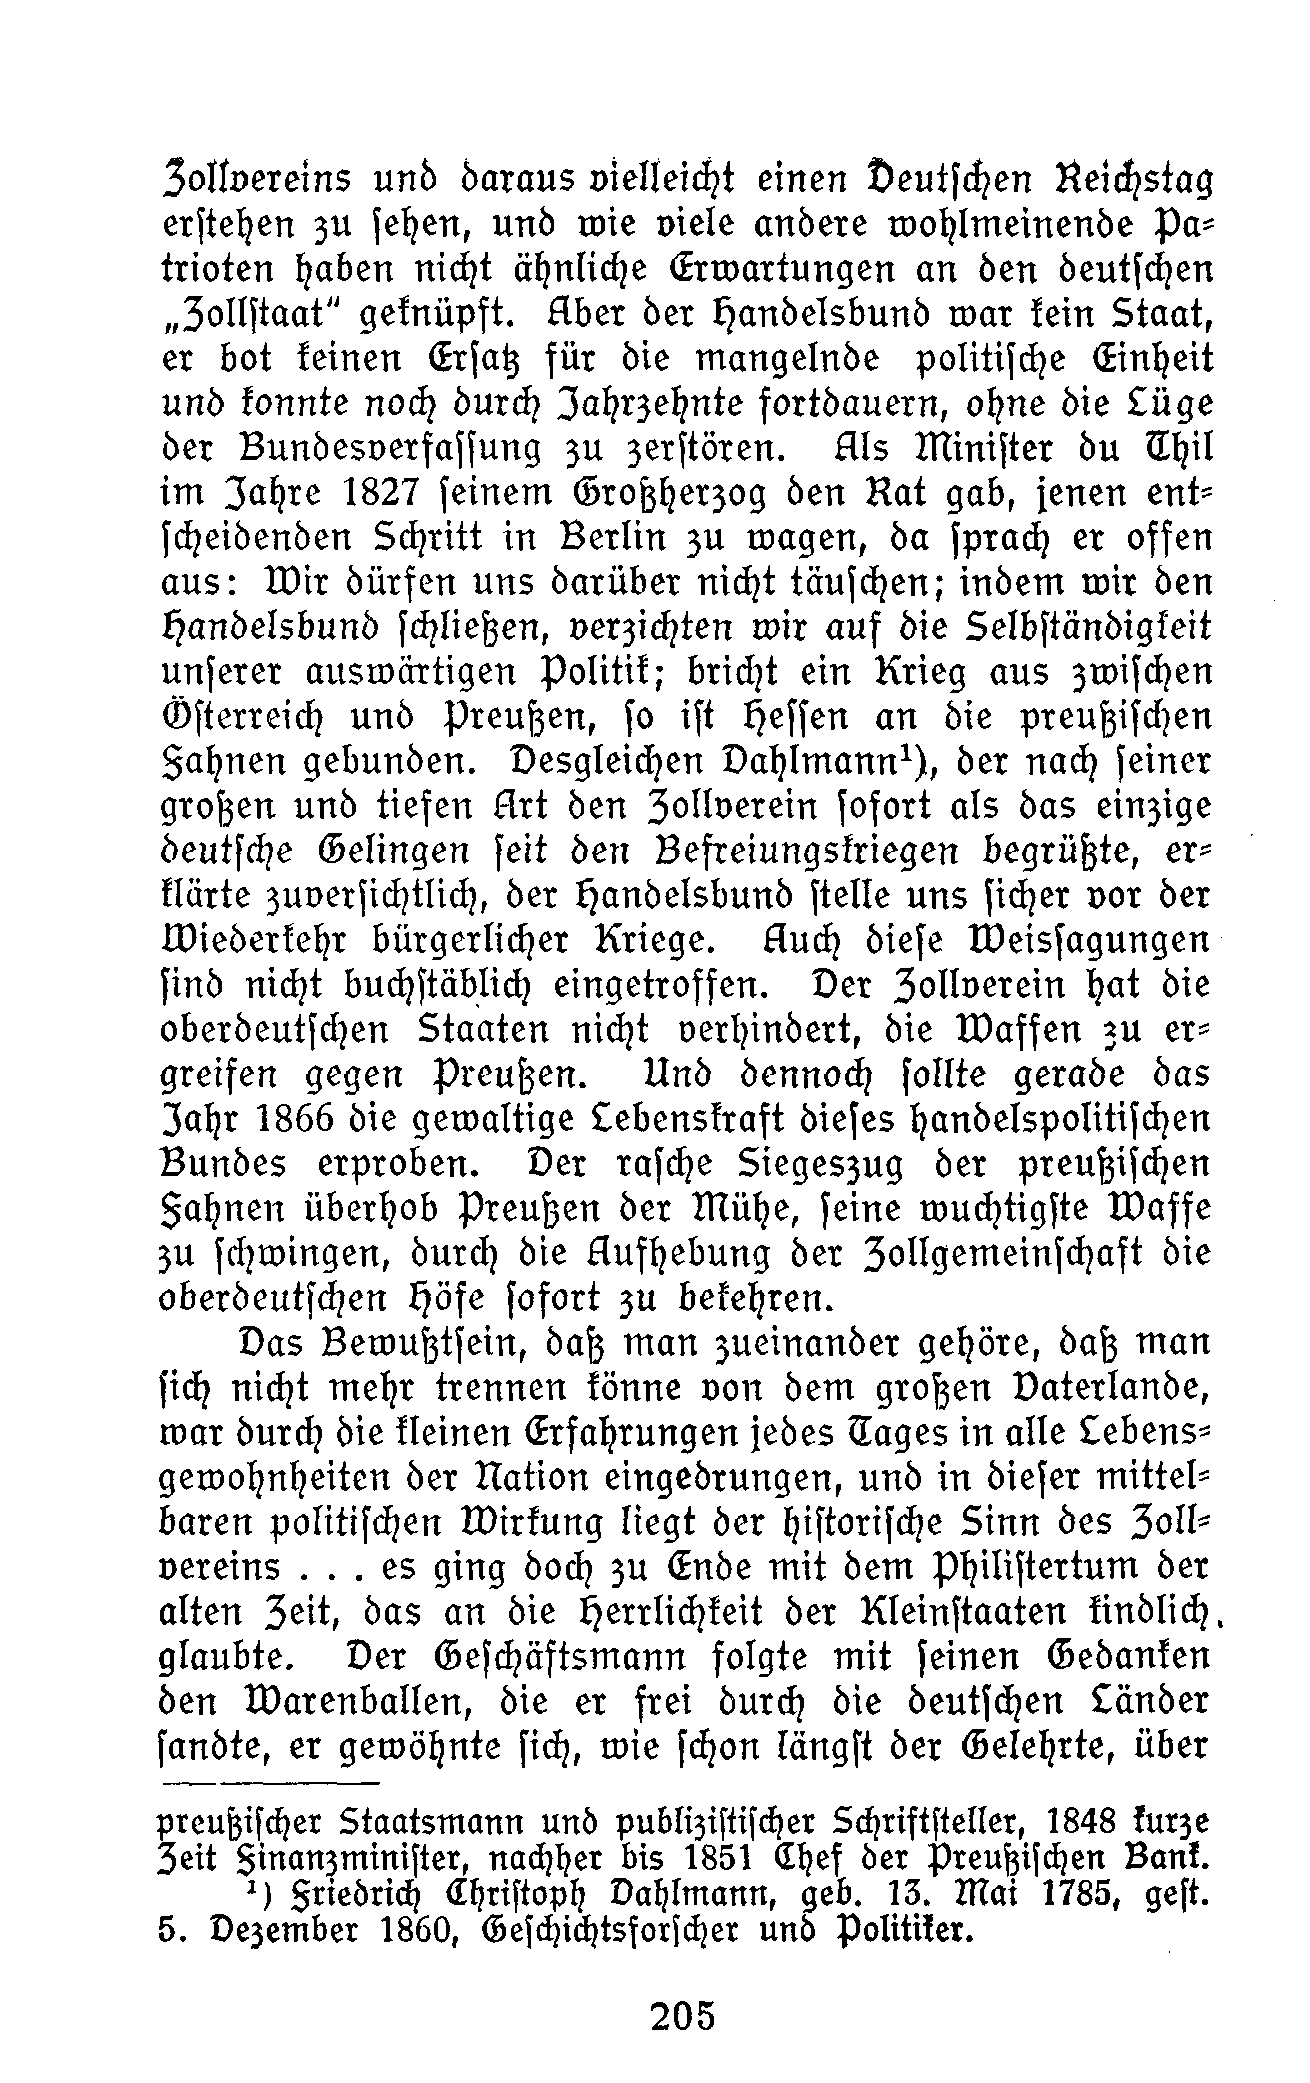 Zollvereins und daraus vielleicht einen Deutſchen Reichstag
erſtehen zu ſehen, und wie viele andere wohlmeinende Pa⸗
trioten haben nicht ähnliche Erwartungen an den deutſchen
„Zollſtaat“ geknüpft. Aber der Handelsbund war kein Staat,
er bot keinen Erſatz für die mangelnde politiſche Einheit
und konnte noch durch Jahrzehnte fortdauern, ohne die Lüge
der Bundesverfaſſung zu zerſtören. Als Miniſter du Thil
im Jahre 1827 ſeinem Großherzog den Rat gab, jenen ent⸗
ſcheidenden Schritt in Berlin zu wagen, da ſprach er offen
aus: Wir dürfen uns darüber nicht täuſchen; indem wir den
Handelsbund ſchließen, verzichten wir auf die Selbſtändigkeit
unſerer auswärtigen Politik; bricht ein Krieg aus zwiſchen
Öſterreich und Preußen, ſo iſt Heſſen an die preußiſchen
Fahnen gebunden. Desgleichen Dahlmann¹), der nach ſeiner
großen und tiefen Art den Zollverein ſofort als das einzige
deutſche Gelingen ſeit den Befreiungskriegen begrüßte, er⸗
klärte zuverſichtlich, der Handelsbund ſtelle uns ſicher vor der
Wiederkehr bürgerlicher Kriege. Auch dieſe Weisſagungen
ſind nicht buchſtäblich eingetroffen. Der Zollverein hat die
oberdeutſchen Staaten nicht verhindert, die Waffen zu er⸗
greifen gegen Preußen. Und dennoch ſollte gerade das
Jahr 1866 die gewaltige Lebenskraft dieſes handelspolitiſchen
Bundes erproben. Der raſche Siegeszug der preußiſchen
Fahnen überhob Preußen der Mühe, ſeine wuchtigſte Waffe
zu ſchwingen, durch die Aufhebung der Zollgemeinſchaft die
oberdeutſchen Höfe ſofort zu bekehren.
Das Bewußtſein, daß man zueinander gehöre, daß man
ſich nicht mehr trennen könne von dem großen Vaterlande,
war durch die kleinen Erfahrungen jedes Tages in alle Lebens⸗
gewohnheiten der Nation eingedrungen, und in dieſer mittel⸗
baren politiſchen Wirkung liegt der hiſtoriſche Sinn des Zoll⸗
vereins . . . es ging doch zu Ende mit dem Philiſtertum der
alten Zeit, das an die Herrlichkeit der Kleinſtaaten kindlich
glaubte. Der Geſchäftsmann folgte mit ſeinen Gedanken
den Warenballen, die er frei durch die deutſchen Länder
ſandte, er gewöhnte ſich, wie ſchon längſt der Gelehrte, über
preußiſcher Staatsmann und publiziſtiſcher Schriftſteller, 1848 kurze
Zeit Finanzminiſter, nachher bis 1851 Chef der Preußiſchen Bank.
¹) Friedrich Chriſtoph Dahlmann, geb. 13. Mai 1785, geſt.
5. Dezember 1860, Geſchichtsforſcher und Politiker.
205